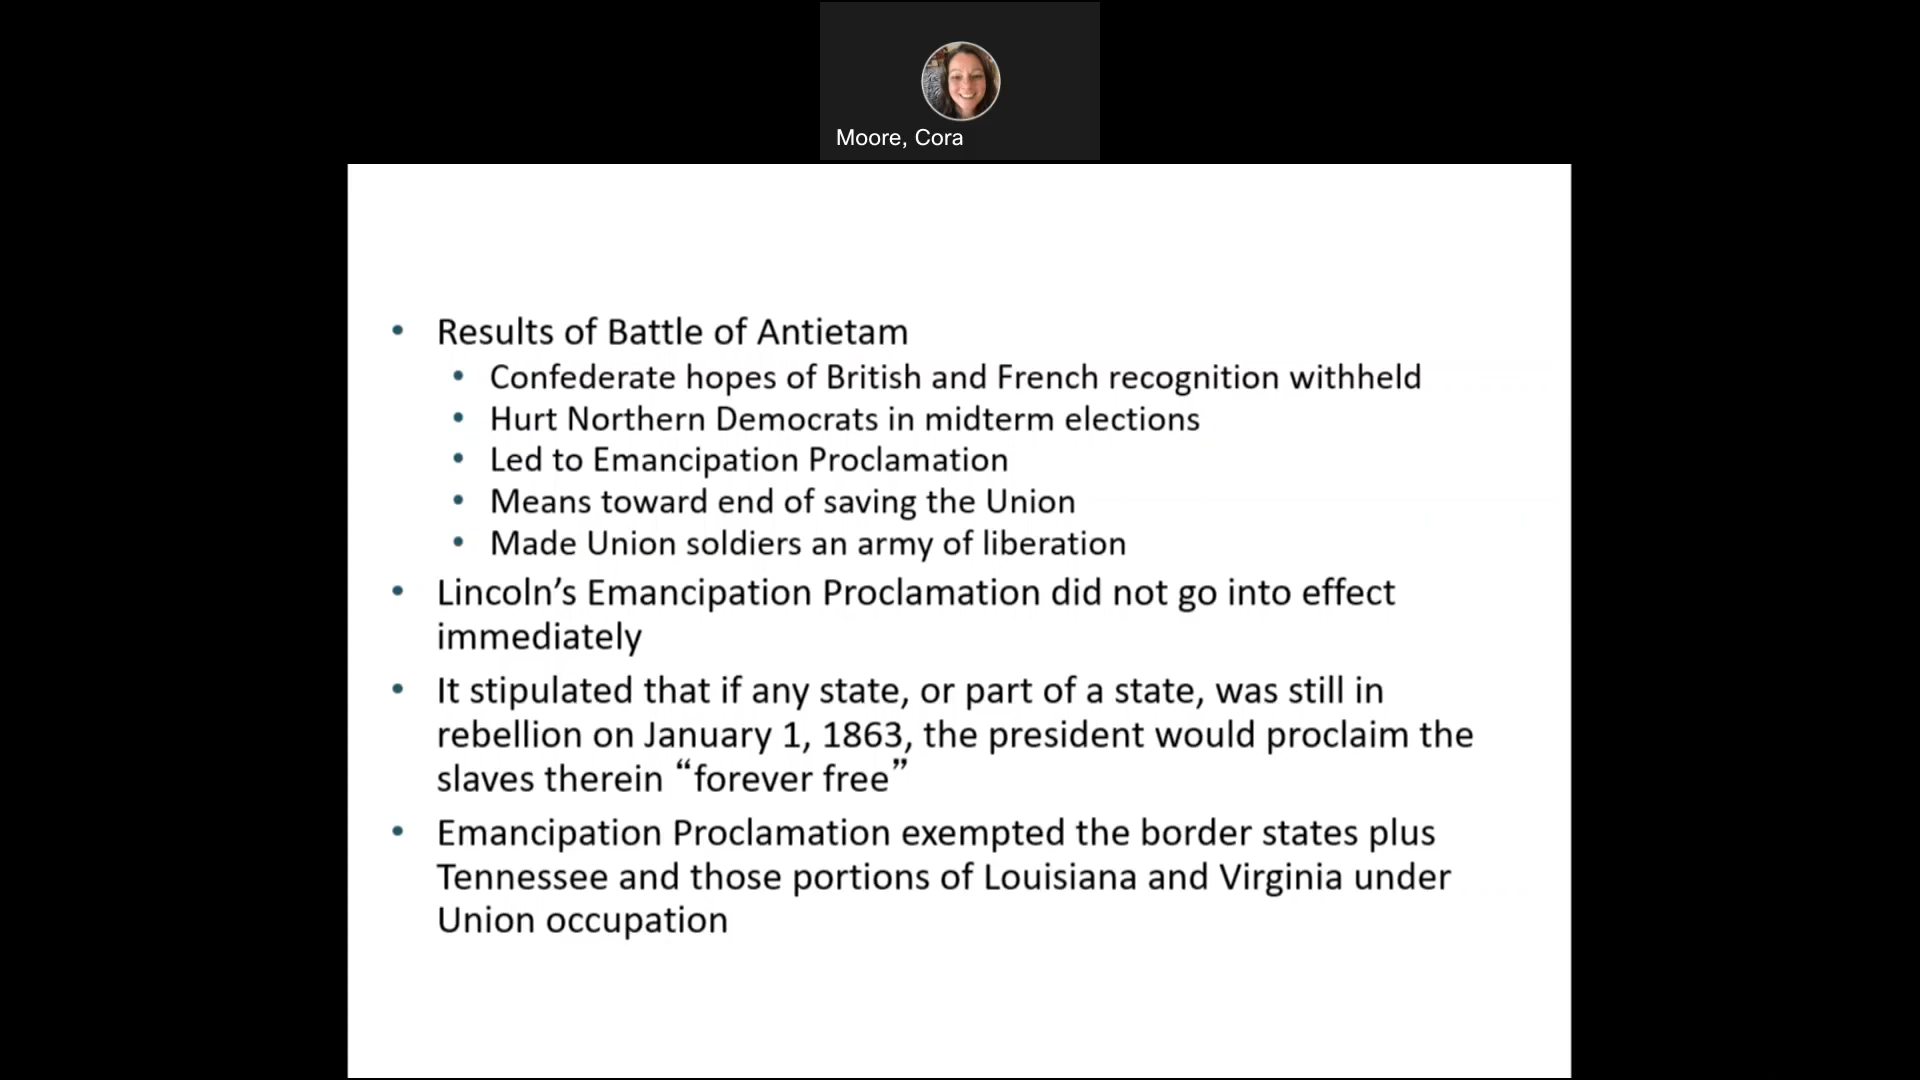 Moore, Cora
• Results of Battle of Antietam
• Confederate hopes of British and French recognition withheld
• Hurt Northern Democrats in midterm elections
• Led to Emancipation Proclamation
• Means toward end of saving the Union
• Made Union soldiers an army of liberation
• Lincoln’s Emancipation Proclamation did not go into effect
immediately
• It stipulated that if any state, or part of a state, was still in
rebellion on January 1, 1863, the president would proclaim the
slaves therein “forever free”
• Emancipation Proclamation exempted the border states plus
Tennessee and those portions of Louisiana and Virginia under
Union occupation